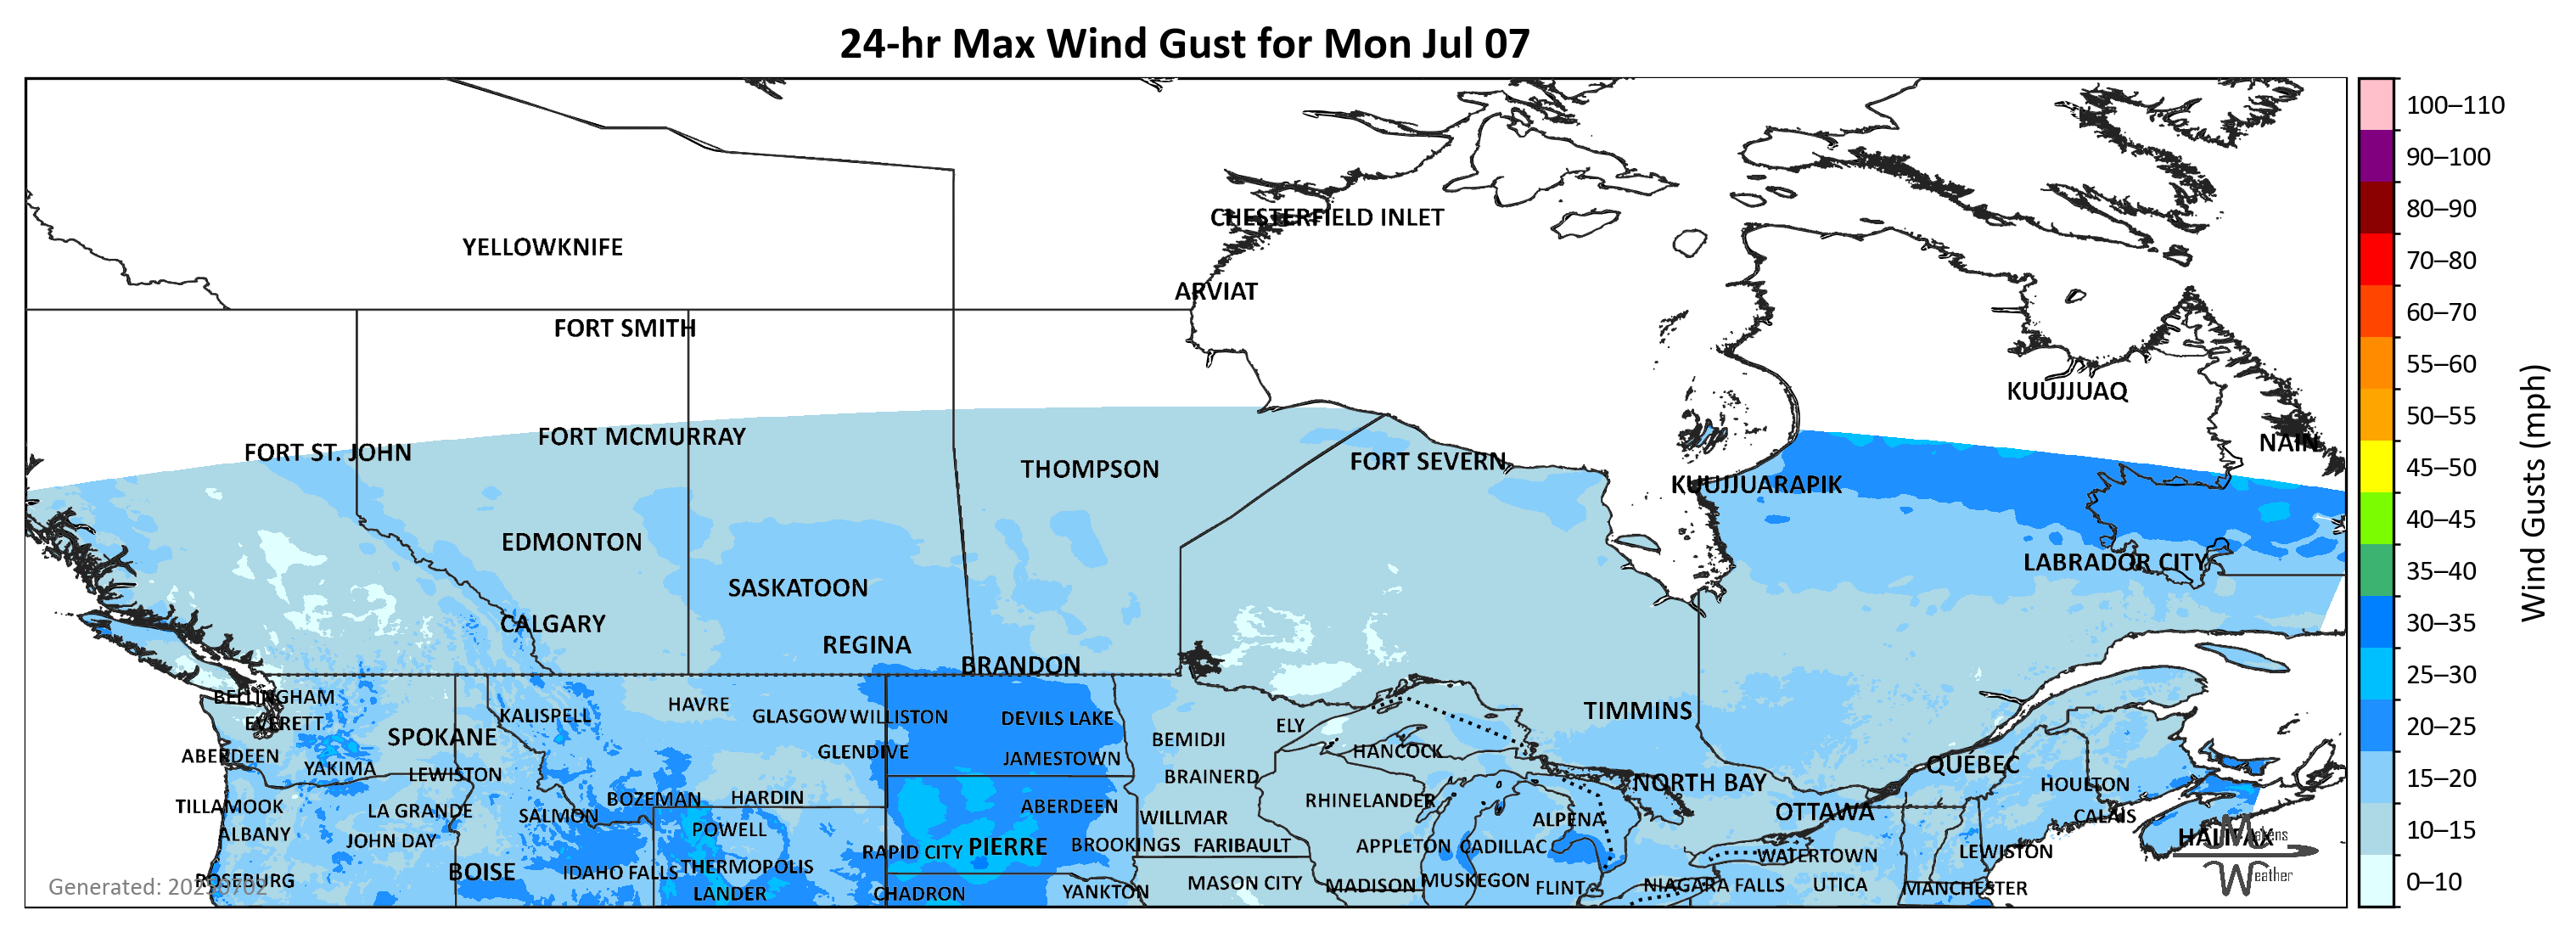 24-hr Max Wind Gust for Mon Jul 07
100–110
90–100
80–90
70–80
60–70
55–60
50–55
45–50
40–45
35–40
30–35
25–30
20–25
15–20
10–15
0–10
Wind Gusts (mph)
CHESTERFIELD INLET
YELLOWKNIFE
ARVIAT
FORT SMITH
KUUJJUAQ
FORT MCMURRAY
NAIN
FORT ST. JOHN
FORT SEVERN
THOMPSON
KUUJJUARAPIK
EDMONTON
LABRADOR CITY
SASKATOON
CALGARY
REGINA
BRANDON
BELLINGHAM
HAVRE
TIMMINS
KALISPELL
GLASGOW
WILLISTON
DEVILS LAKE
EVERETT
ELY
SPOKANE
BEMIDJI
GLENDIVE
HANCOCK
ABERDEEN
JAMESTOWN
QUÉBEC
YAKIMA
LEWISTON
BRAINERD
NORTH BAY
HOULTON
BOZEMAN
HARDIN
RHINELANDER
TILLAMOOK
ABERDEEN
LA GRANDE
OTTAWA
SALMON
WILLMAR
CALAIS
ALPENA
POWELL
ALBANY
HALIFAX
Makens
JOHN DAY
BROOKINGS
FARIBAULT
APPLETON
CADILLAC
PIERRE
RAPID CITY
LEWISTON
WATERTOWN
THERMOPOLIS
BOISE
IDAHO FALLS
Weather
ROSEBURG
MUSKEGON
MASON CITY
MADISON
NIAGARA FALLS
UTICA
FLINT
MANCHESTER
Generated:
YANKTON
LANDER
CHADRON